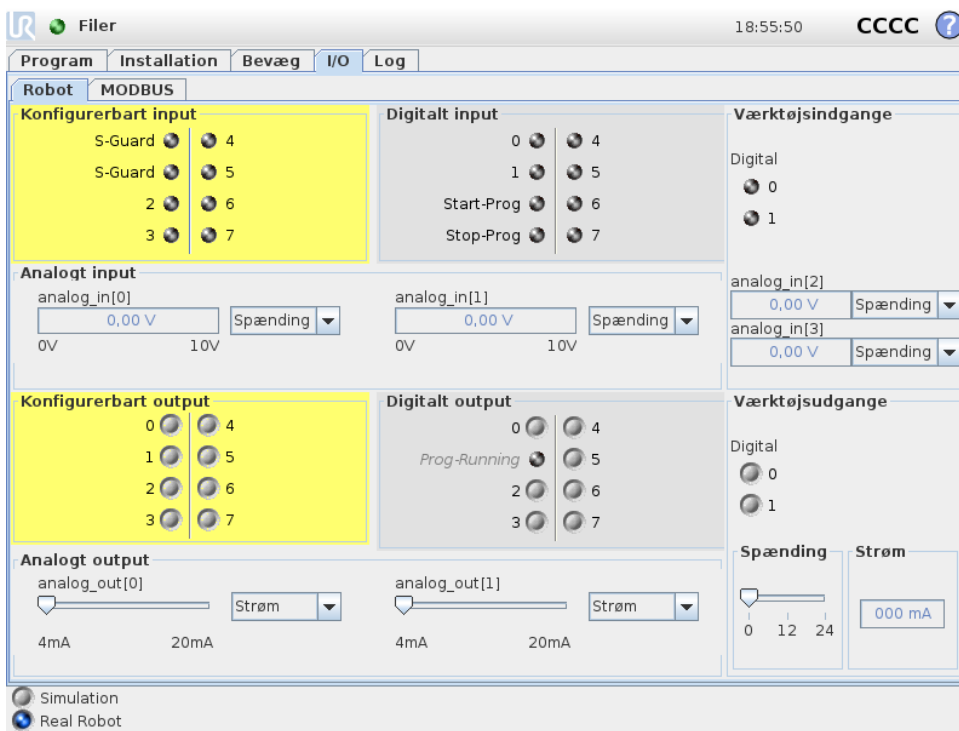 UR Filer 18:55:50 CCCC ?
Program Installation Bevæg I/O Log
Robot MODBUS
Konfigurerbart input
S-Guard 4
S-Guard 5
2 6
3 7
Digitalt input
0 4
1 5
Start-Prog 6
Stop-Prog 7
Værktøjsindgange
Digital
0
1
analog_in[2]
0,00 V Spænding
analog_in[3]
0,00 V Spænding
Analogt input
analog_in[0]
0,00 V Spænding
0V 10V
analog_in[1]
0,00 V Spænding
0V 10V
Konfigurerbart output
0 4
1 5
2 6
3 7
Digitalt output
0 4
Prog-Running 5
2 6
3 7
Værktøjsudgange
Digital
0
1
Spænding
0 12 24
Strøm
000 mA
Analogt output
analog_out[0]
Strøm
4mA 20mA
analog_out[1]
Strøm
4mA 20mA
Simulation
Real Robot